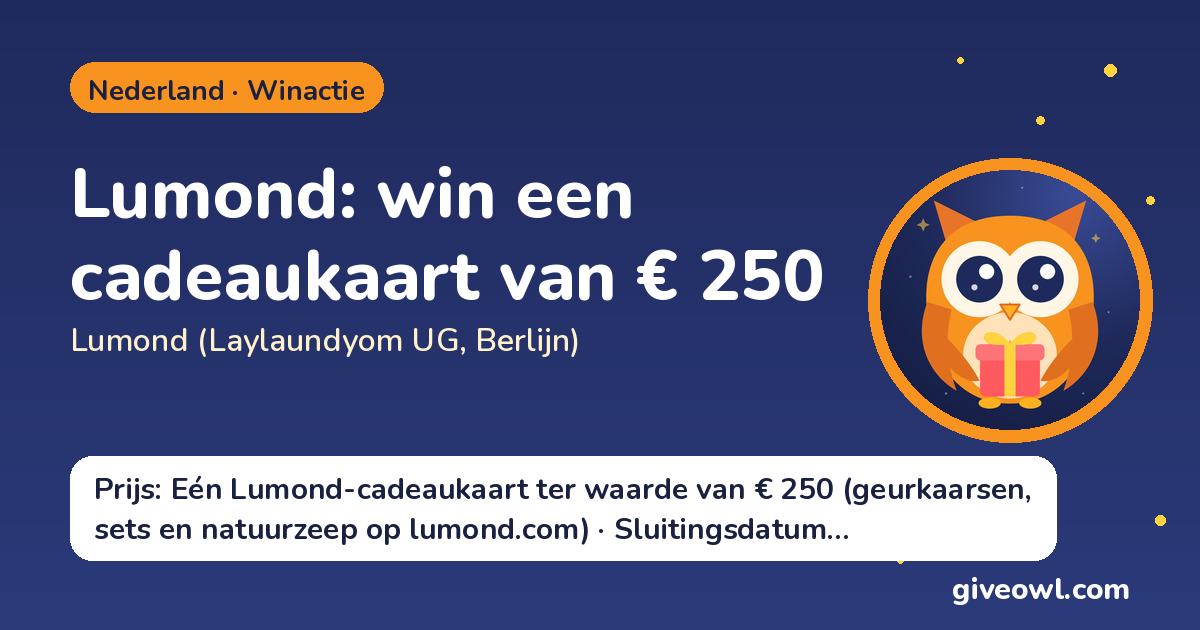 Nederland · Winactie
Lumond: win een
cadeaukaart van € 250
Lumond (Laylaundyom UG, Berlijn)
Prijs: Eén Lumond-cadeaukaart ter waarde van € 250 (geurkaarsen,
sets en natuurzeep op lumond.com) · Sluitingsdatum...
giveowl.com